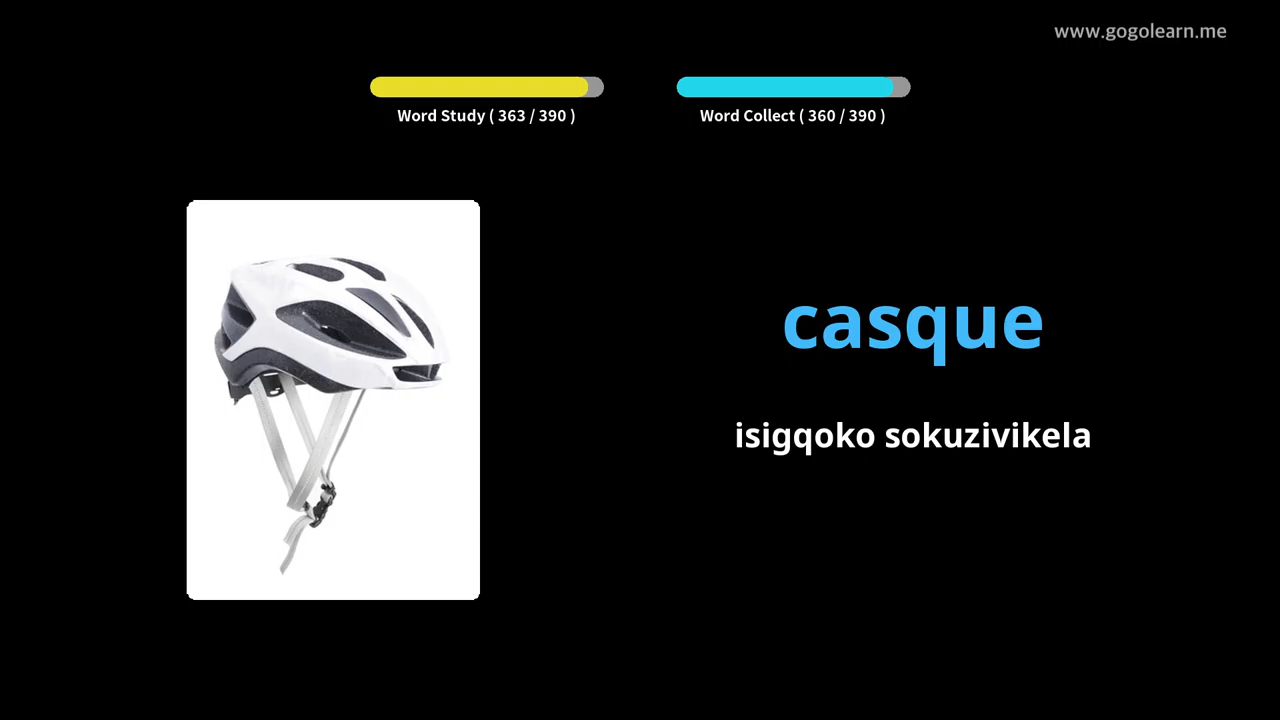 www.gogolearn.me
Word Study ( 363 / 390 )
Word Collect ( 360 / 390 )
casque
isigqoko sokuzivikela